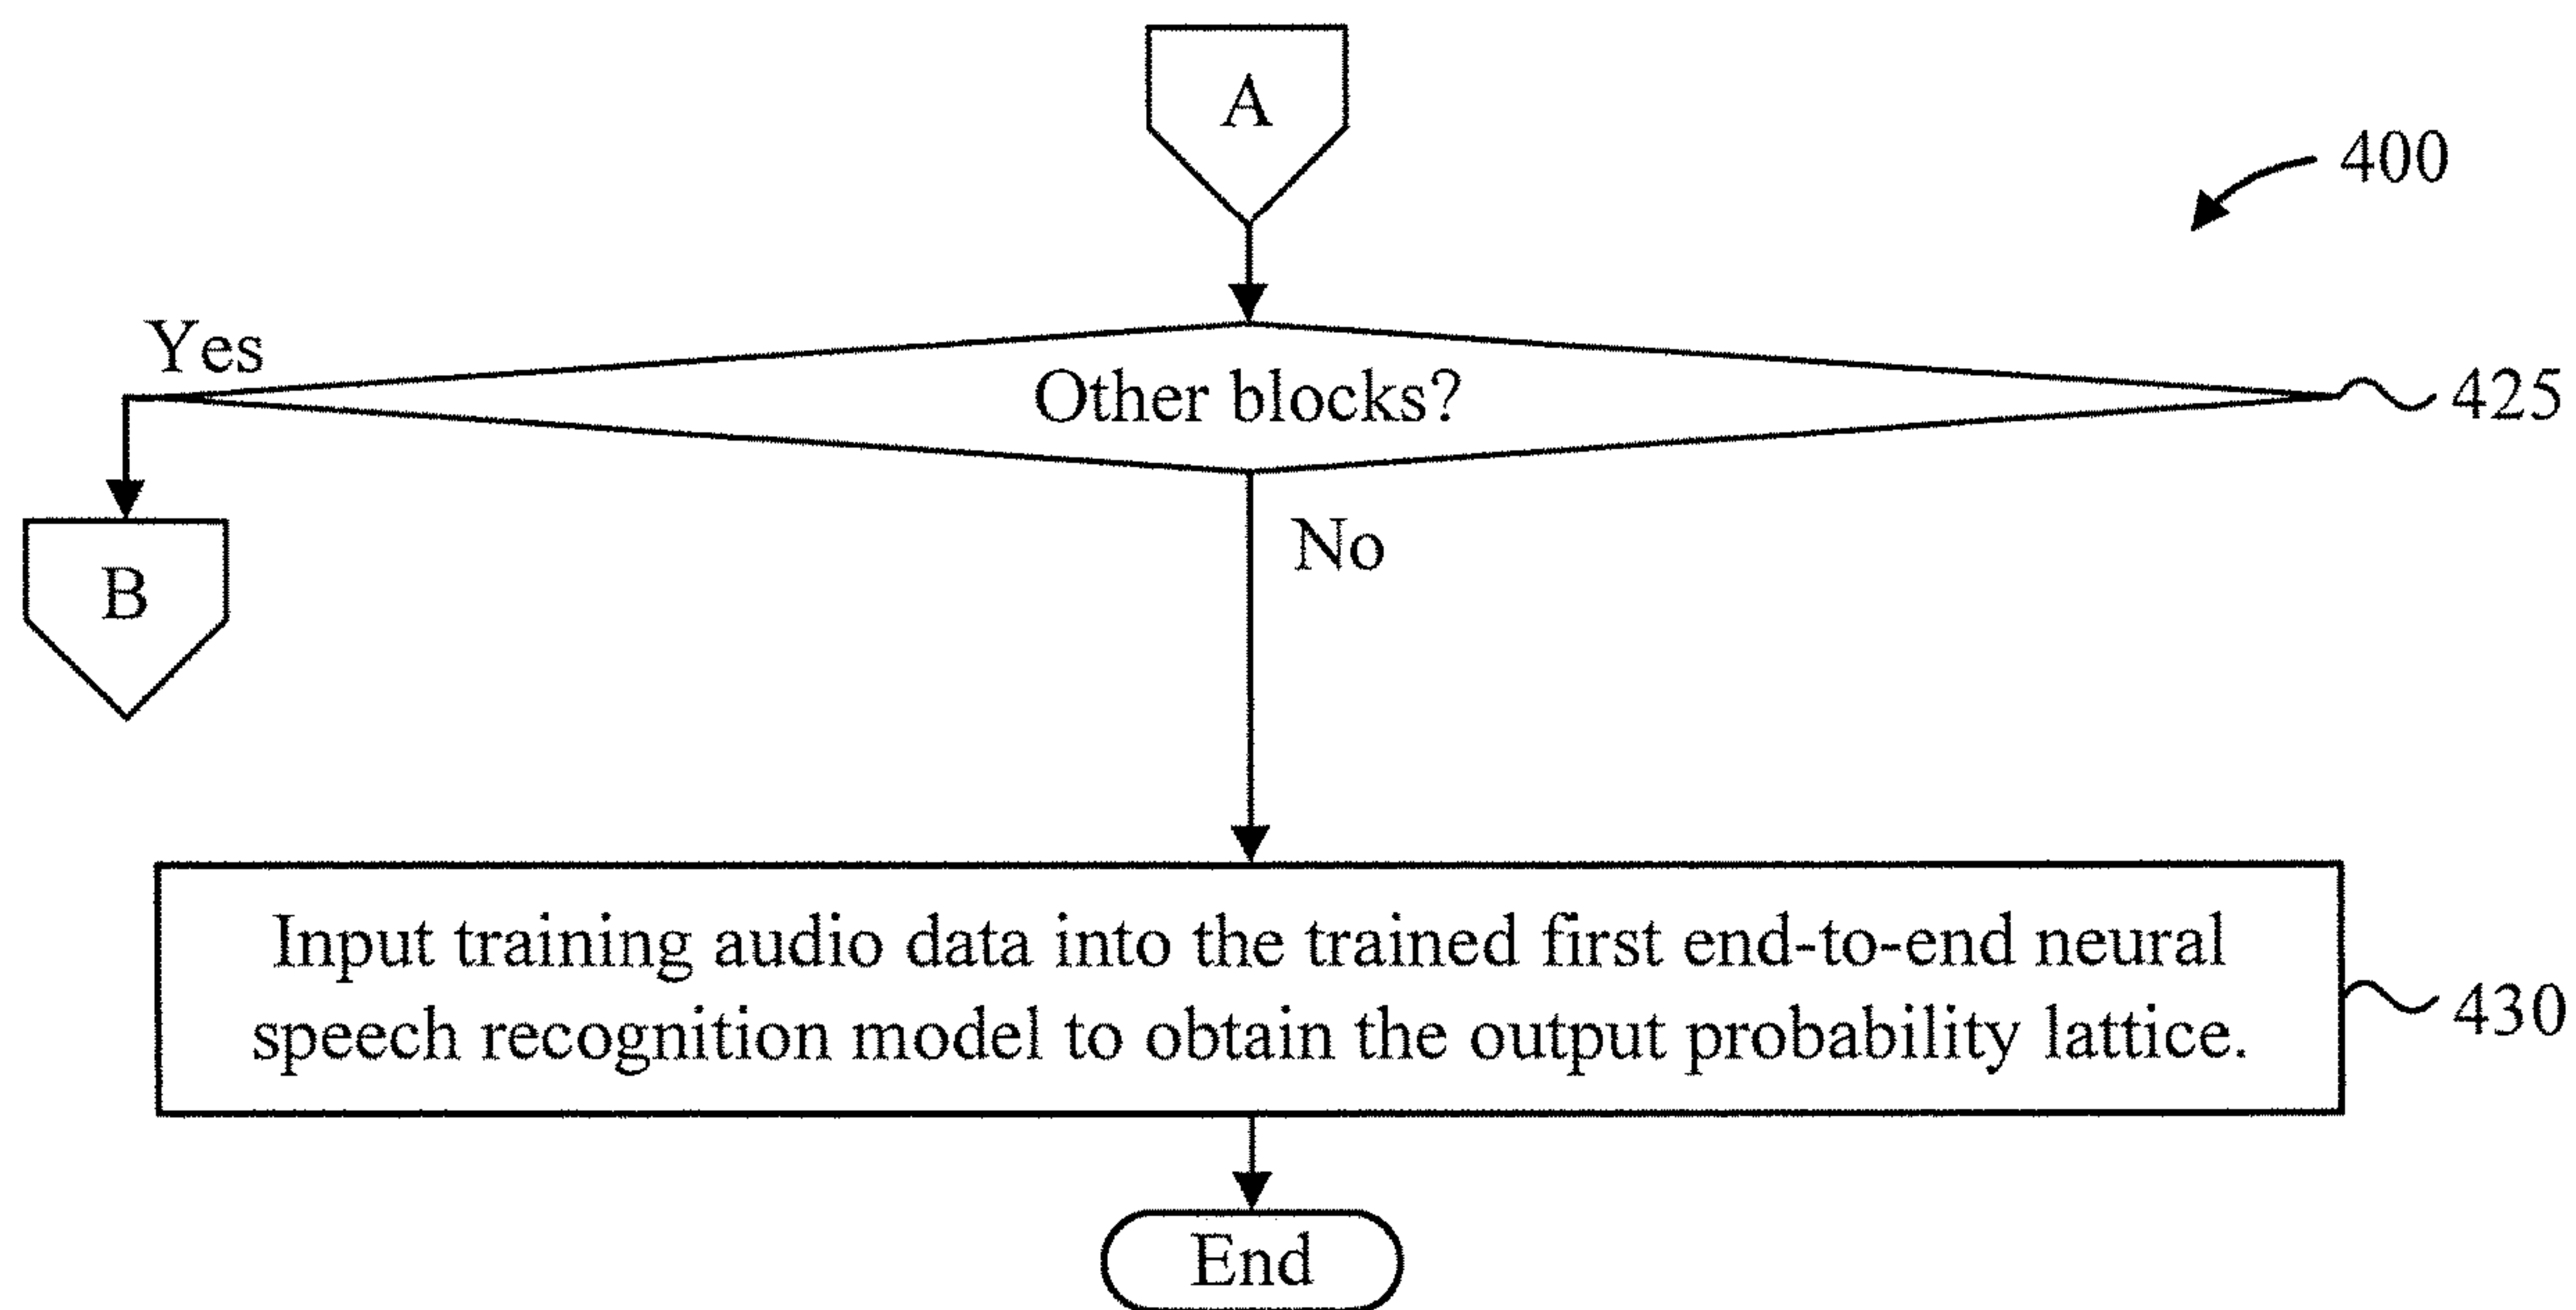 A
400
Yes
Other blocks?
425
B
No
Input training audio data into the trained first end-to-end neural
speech recognition model to obtain the output probability lattice.
430
End